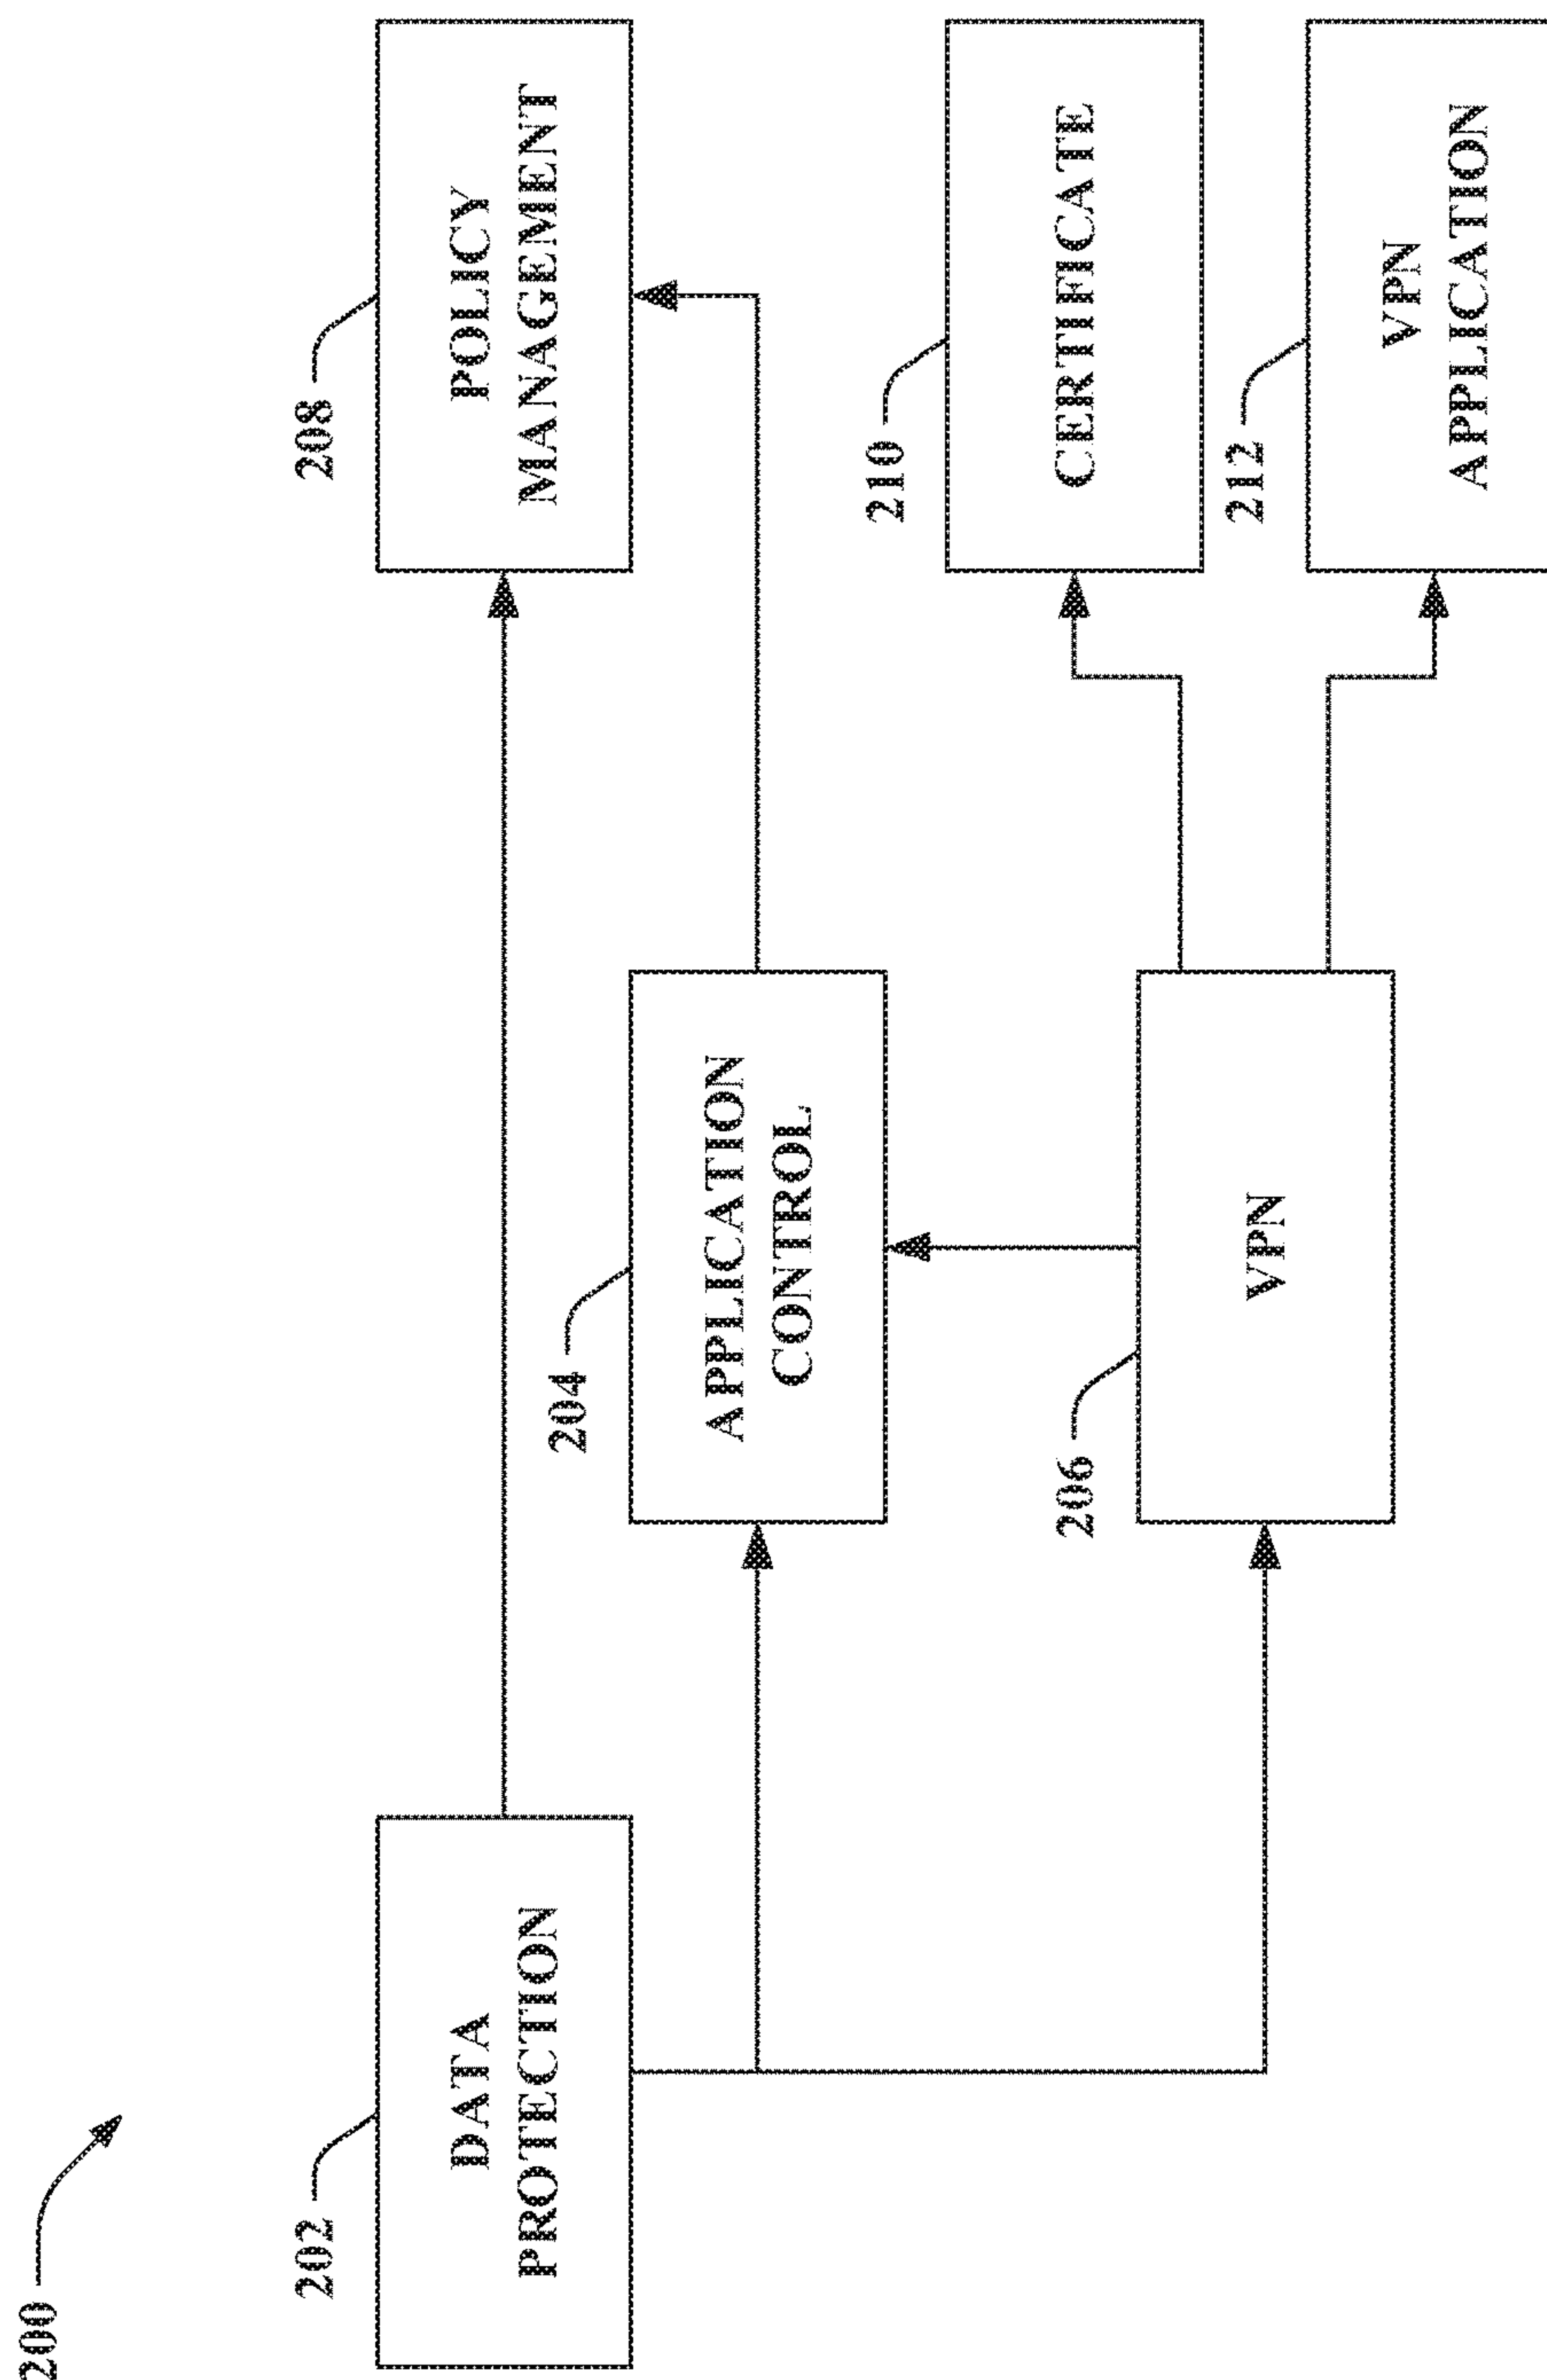 200
202
DATA
PROTECTION
204
APPLICATION
CONTROL
206
VPN
208
POLICY
MANAGEMENT
210
CERTIFICATE
212
VPN
APPLICATION